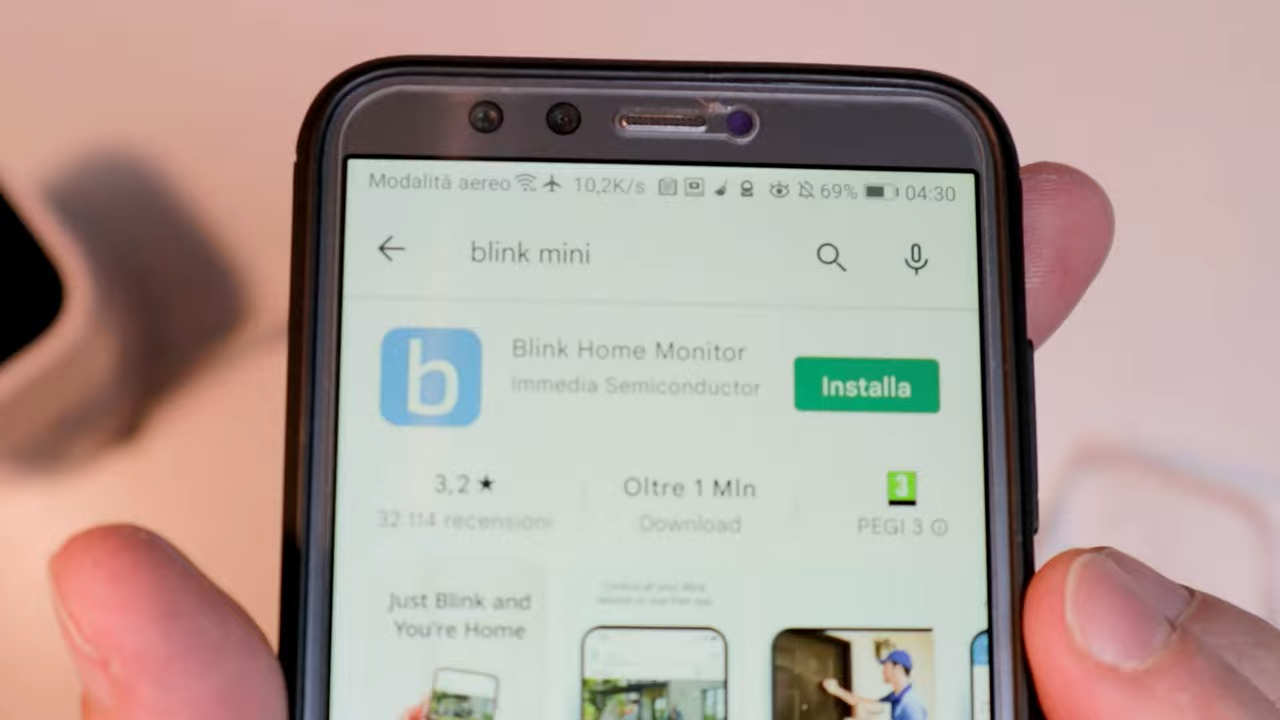 Modalità aereo 10,2K/s 69% 04:30
blink mini
b
Blink Home Monitor
Immedia Semiconductor
Installa
3,2 ★
32.114 recensioni
Oltre 1 Mln
Download
3
PEGI 3
Just Blink and
You're Home